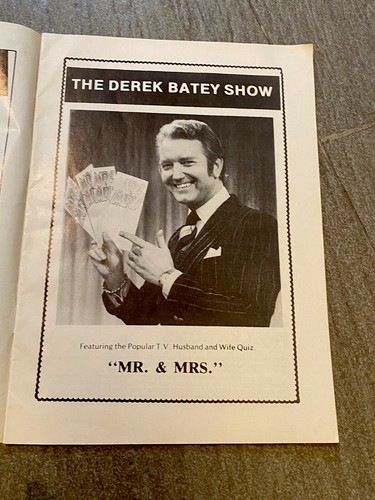 THE DEREK BATEY SHOW
Featuring the Popular T.V. Husband and Wife Quiz.
"MR. & MRS."